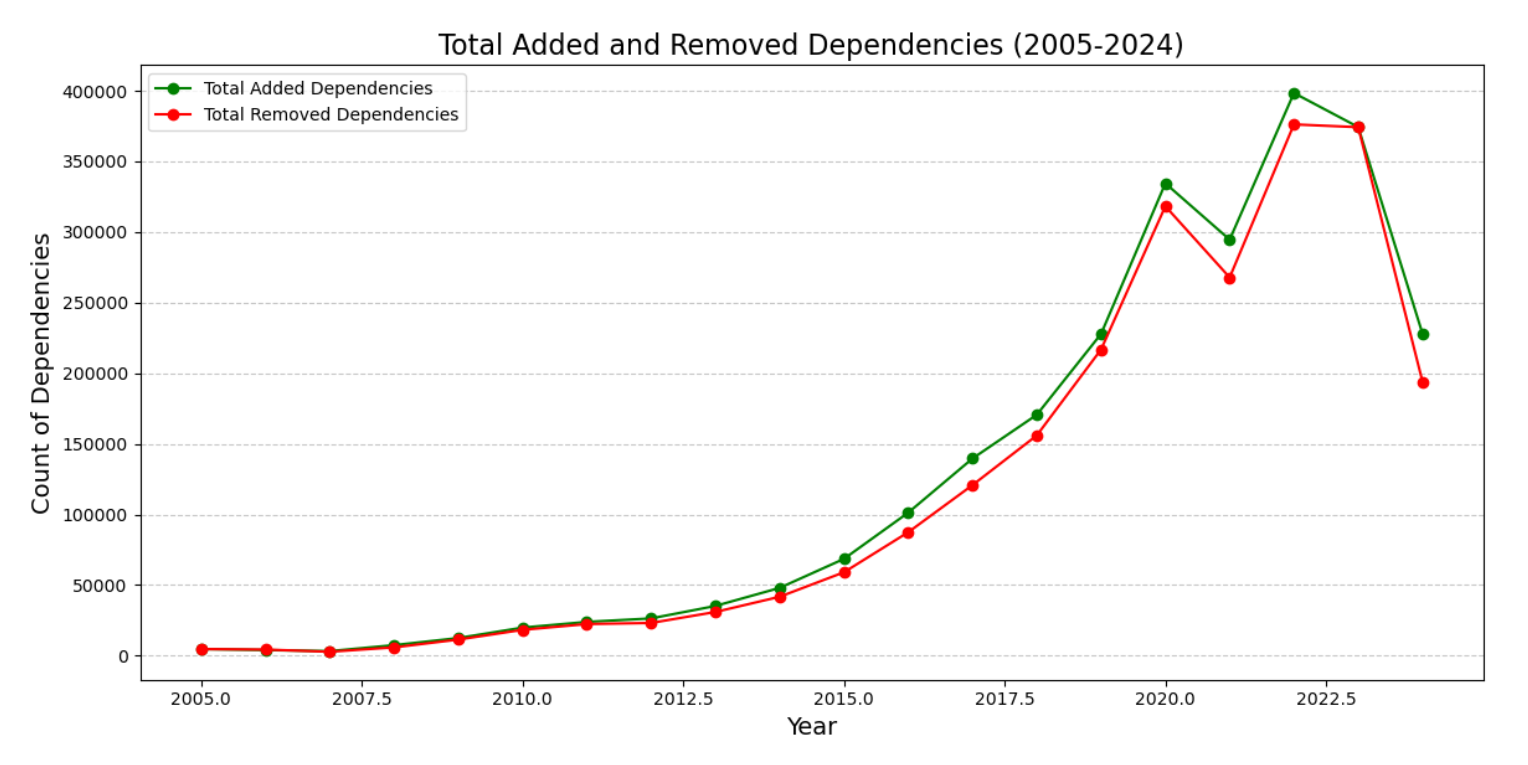 Total Added and Removed Dependencies (2005-2024)
Total Added Dependencies
Total Removed Dependencies
Count of Dependencies
400000
350000
300000
250000
200000
150000
100000
50000
0
2005.0 2007.5 2010.0 2012.5 2015.0 2017.5 2020.0 2022.5
Year